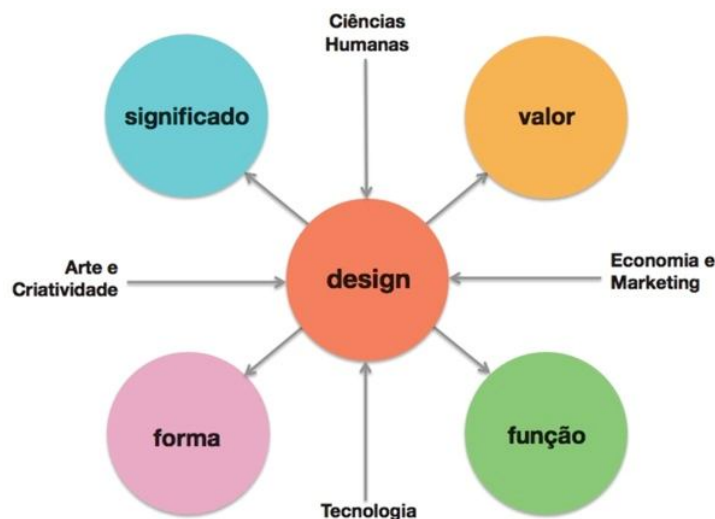 Ciências
Humanas
significado
valor
Arte e
Criatividade
design
Economia e
Marketing
forma
função
Tecnologia